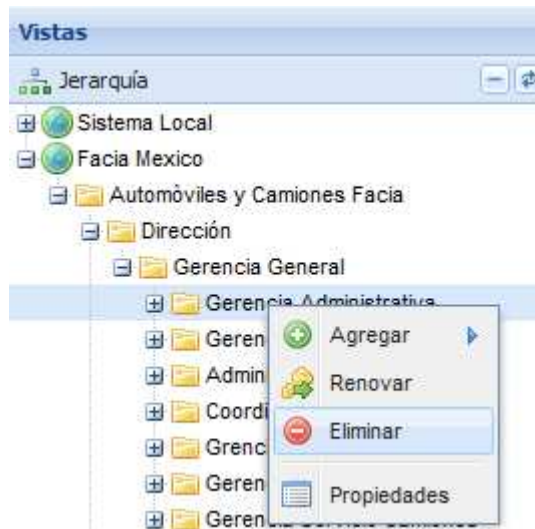 Vistas
Jerarquía
Sistema Local
Facia Mexico
Automòviles y Camiones Facia
Dirección
Gerencia General
Gerencia Administrativa
Agregar
Renovar
Eliminar
Propiedades